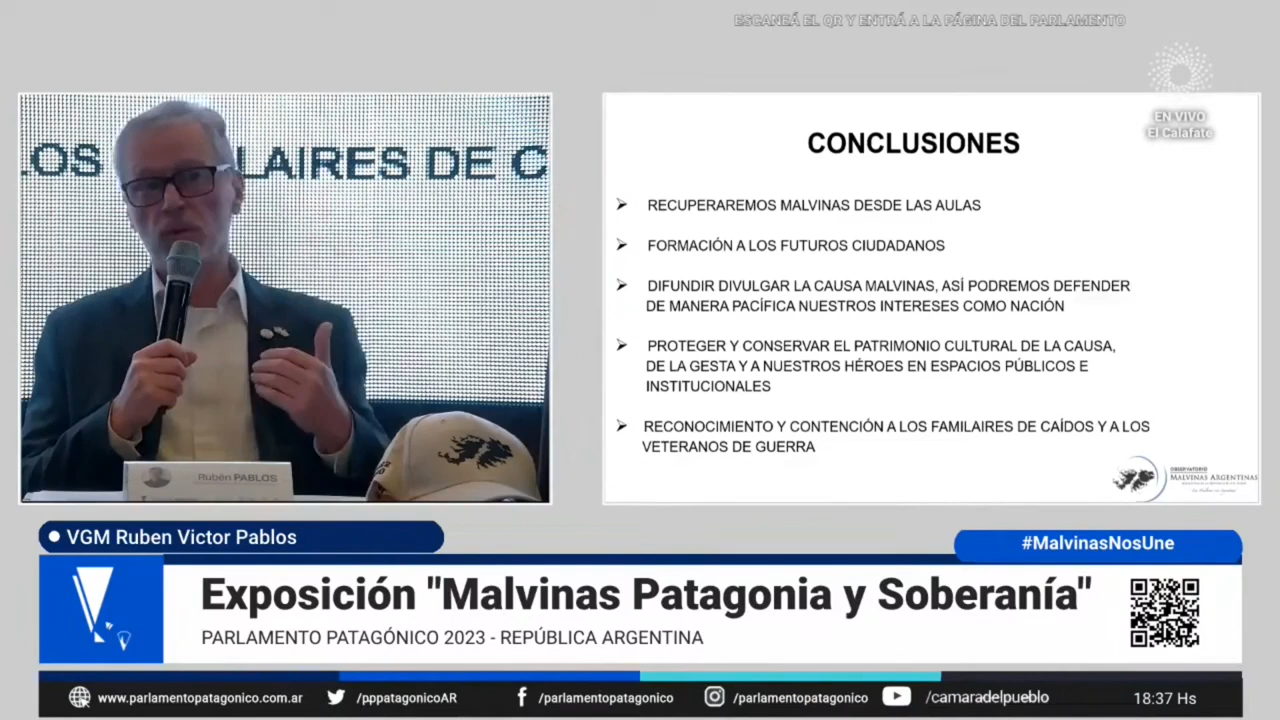 ESCANEÁ EL QR Y ENTRÁ A LA PÁGINA DEL PARLAMENTO
EN VIVO
El Calafate
LOS
LAIRES DE C
Rubén PABLOS
CONCLUSIONES
➢ RECUPERAREMOS MALVINAS DESDE LAS AULAS
➢ FORMACIÓN A LOS FUTUROS CIUDADANOS
➢ DIFUNDIR DIVULGAR LA CAUSA MALVINAS, ASÍ PODREMOS DEFENDER
DE MANERA PACÍFICA NUESTROS INTERESES COMO NACIÓN
➢ PROTEGER Y CONSERVAR EL PATRIMONIO CULTURAL DE LA CAUSA,
DE LA GESTA Y A NUESTROS HÉROES EN ESPACIOS PÚBLICOS E
INSTITUCIONALES
➢ RECONOCIMIENTO Y CONTENCIÓN A LOS FAMILAIRES DE CAÍDOS Y A LOS
VETERANOS DE GUERRA
OBSERVATORIO
MALVINAS ARGENTINAS
VGM Ruben Victor Pablos
#MalvinasNosUne
Exposición "Malvinas Patagonia y Soberanía"
PARLAMENTO PATAGÓNICO 2023 - REPÚBLICA ARGENTINA
www.parlamentopatagonico.com.ar /pppatagonicoAR /parlamentopatagonico /parlamentopatagonico /camaradelpueblo 18:37 Hs